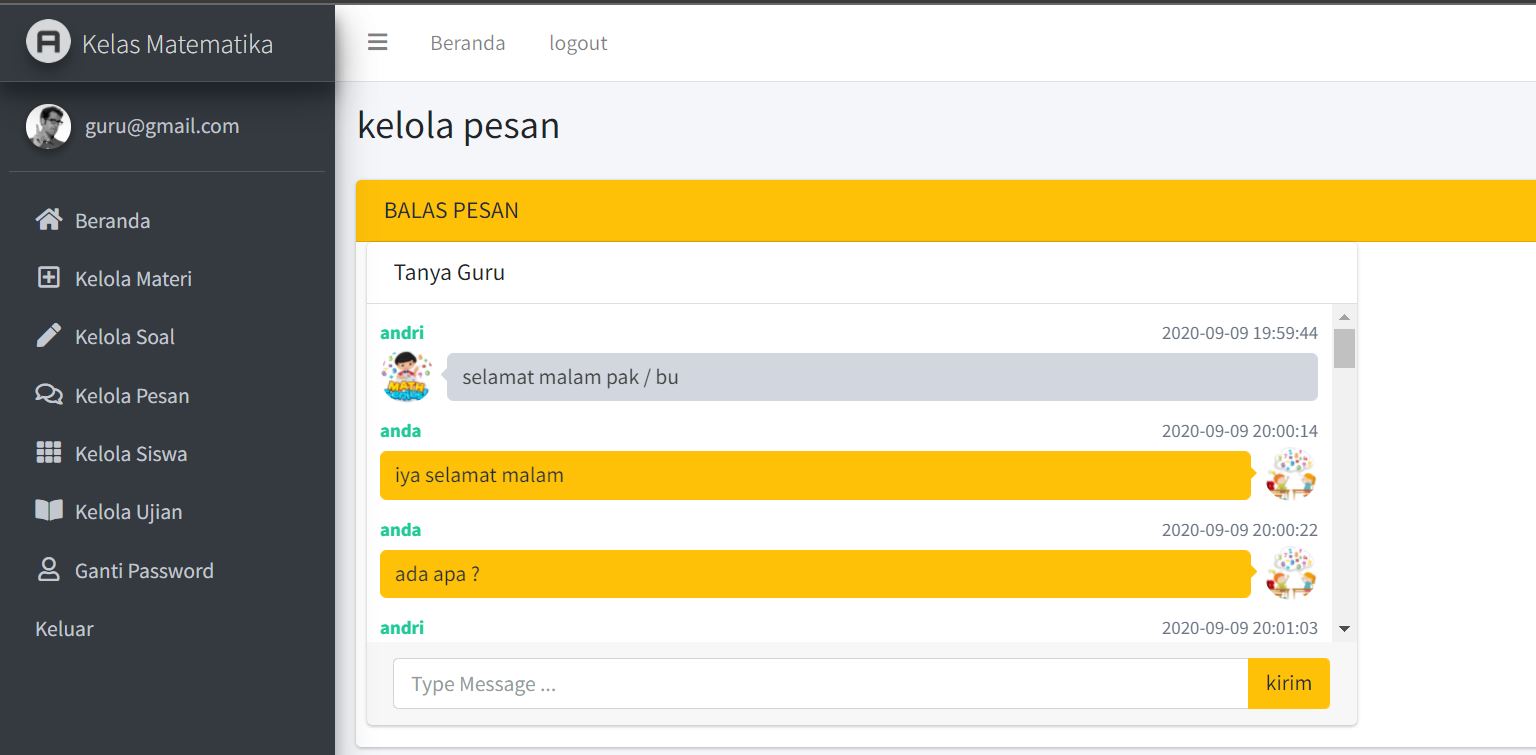 Kelas Matematika
Beranda logout
guru@gmail.com
Beranda
Kelola Materi
Kelola Soal
Kelola Pesan
Kelola Siswa
Kelola Ujian
Ganti Password
Keluar
kelola pesan
BALAS PESAN
Tanya Guru
andri 2020-09-09 19:59:44
selamat malam pak / bu
anda 2020-09-09 20:00:14
iya selamat malam
anda 2020-09-09 20:00:22
ada apa ?
andri 2020-09-09 20:01:03
Type Message ... kirim